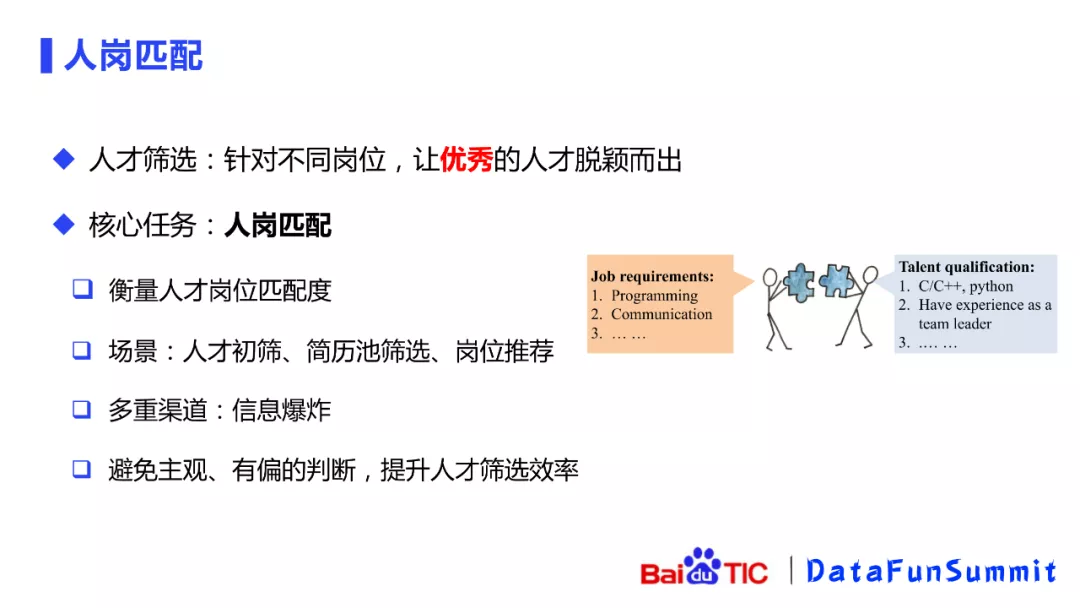 人岗匹配
人才筛选：针对不同岗位，让优秀的人才脱颖而出
核心任务：人岗匹配
衡量人才岗位匹配度
场景：人才初筛、简历池筛选、岗位推荐
多重渠道：信息爆炸
避免主观、有偏的判断，提升人才筛选效率
Job requirements:
1. Programming
2. Communication
3. … …
Talent qualification:
1. C/C++, python
2. Have experience as a
team leader
3. …. …
Bai du TIC | DataFunSummit